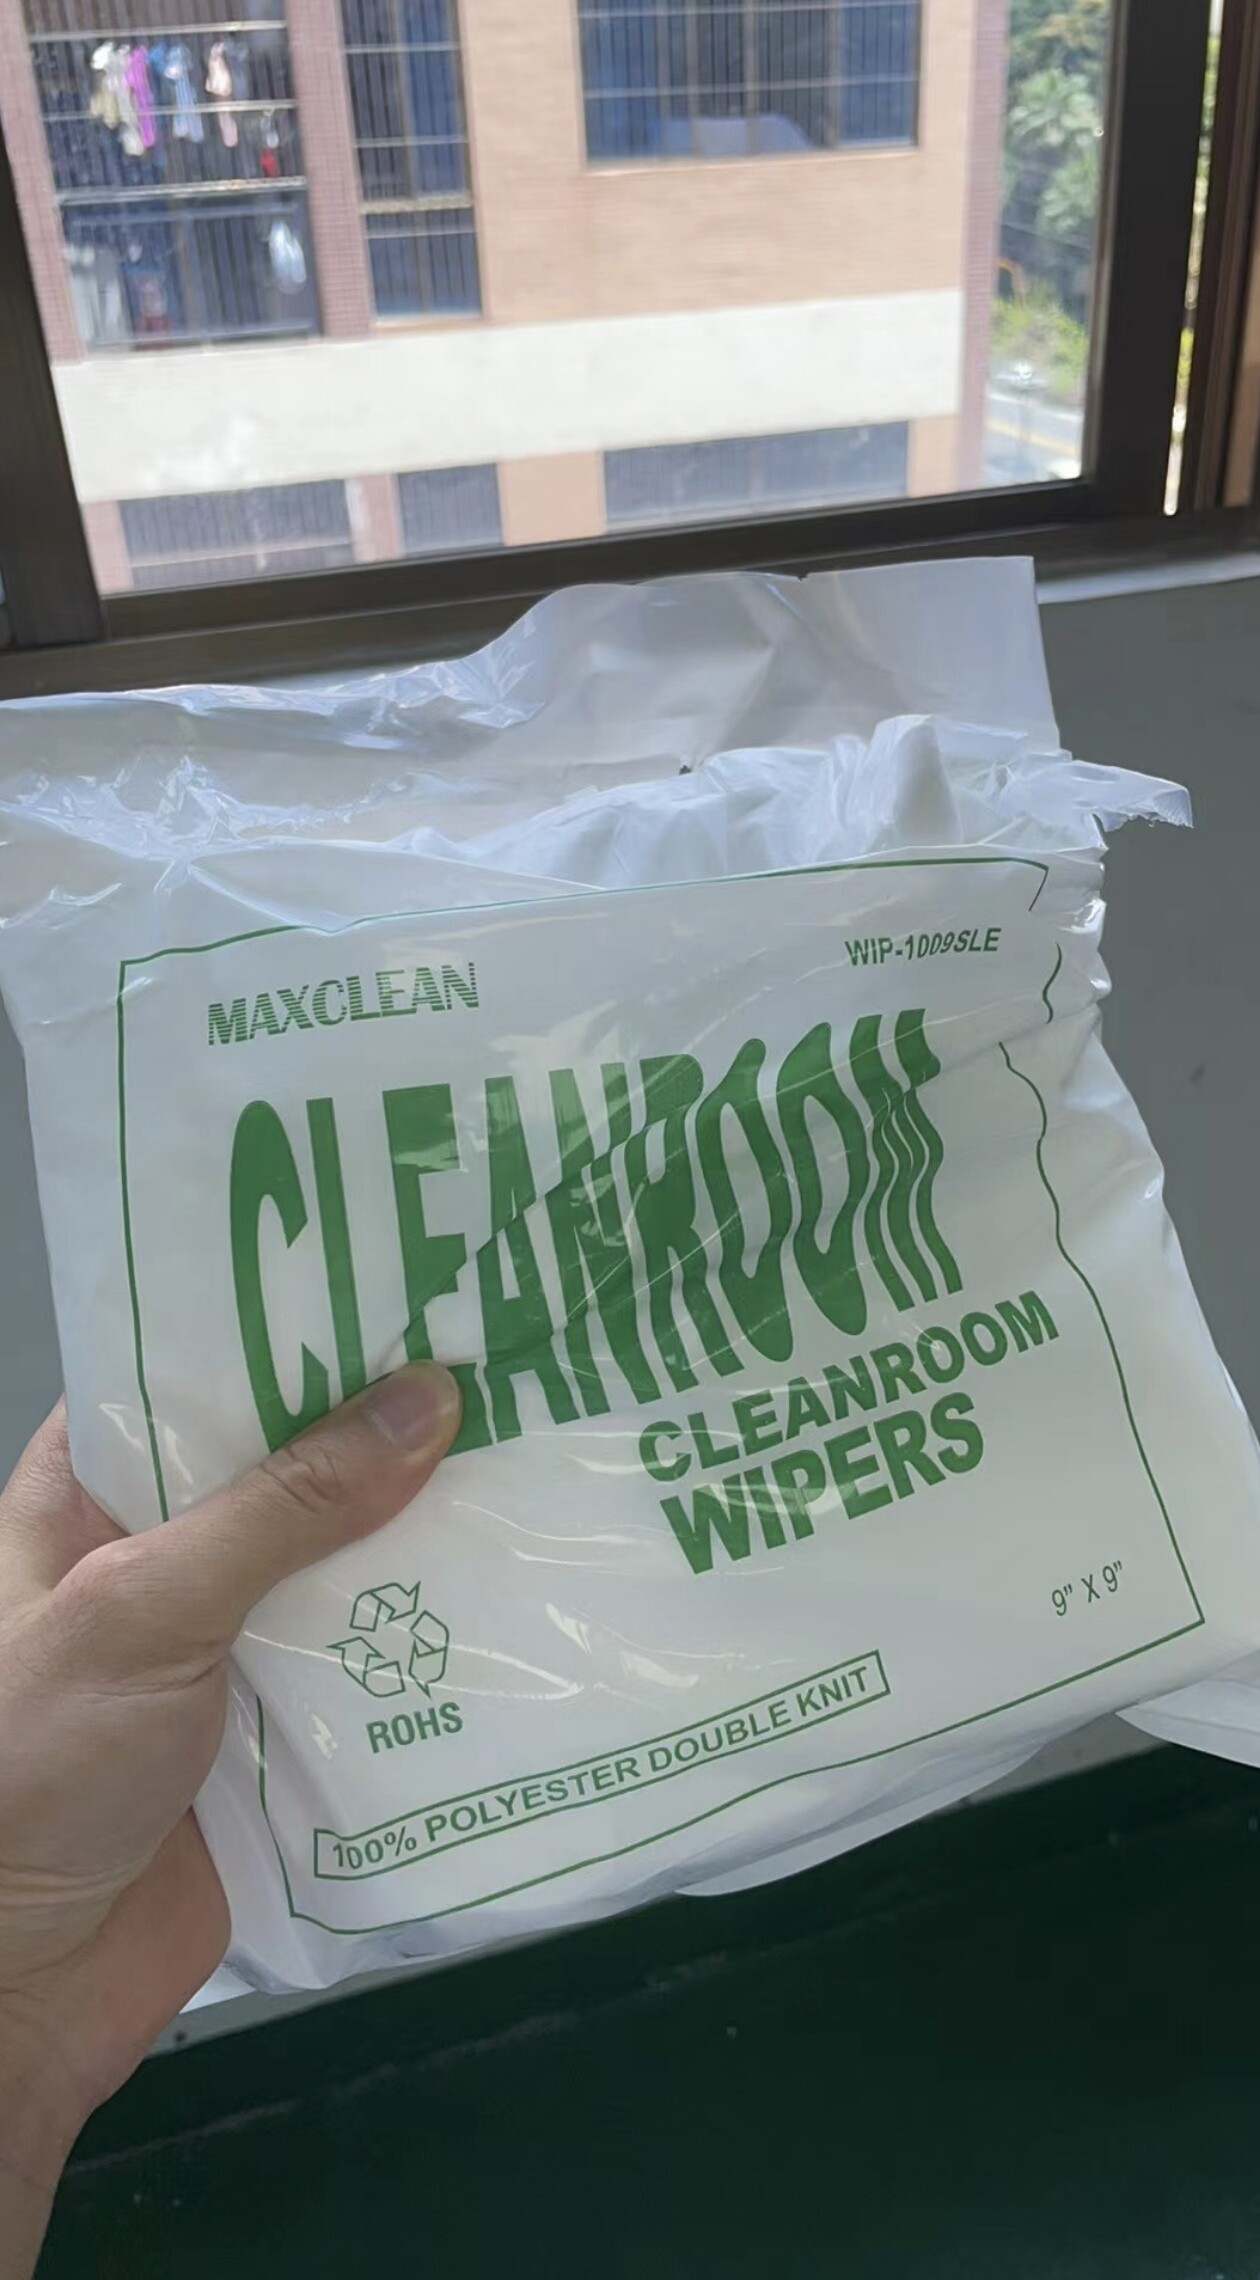 MAXCLEAN
WIP-1009SLE
CLEANROOM
CLEANROOM
WIPERS
9" X 9"
ROHS
100% POLYESTER DOUBLE KNIT